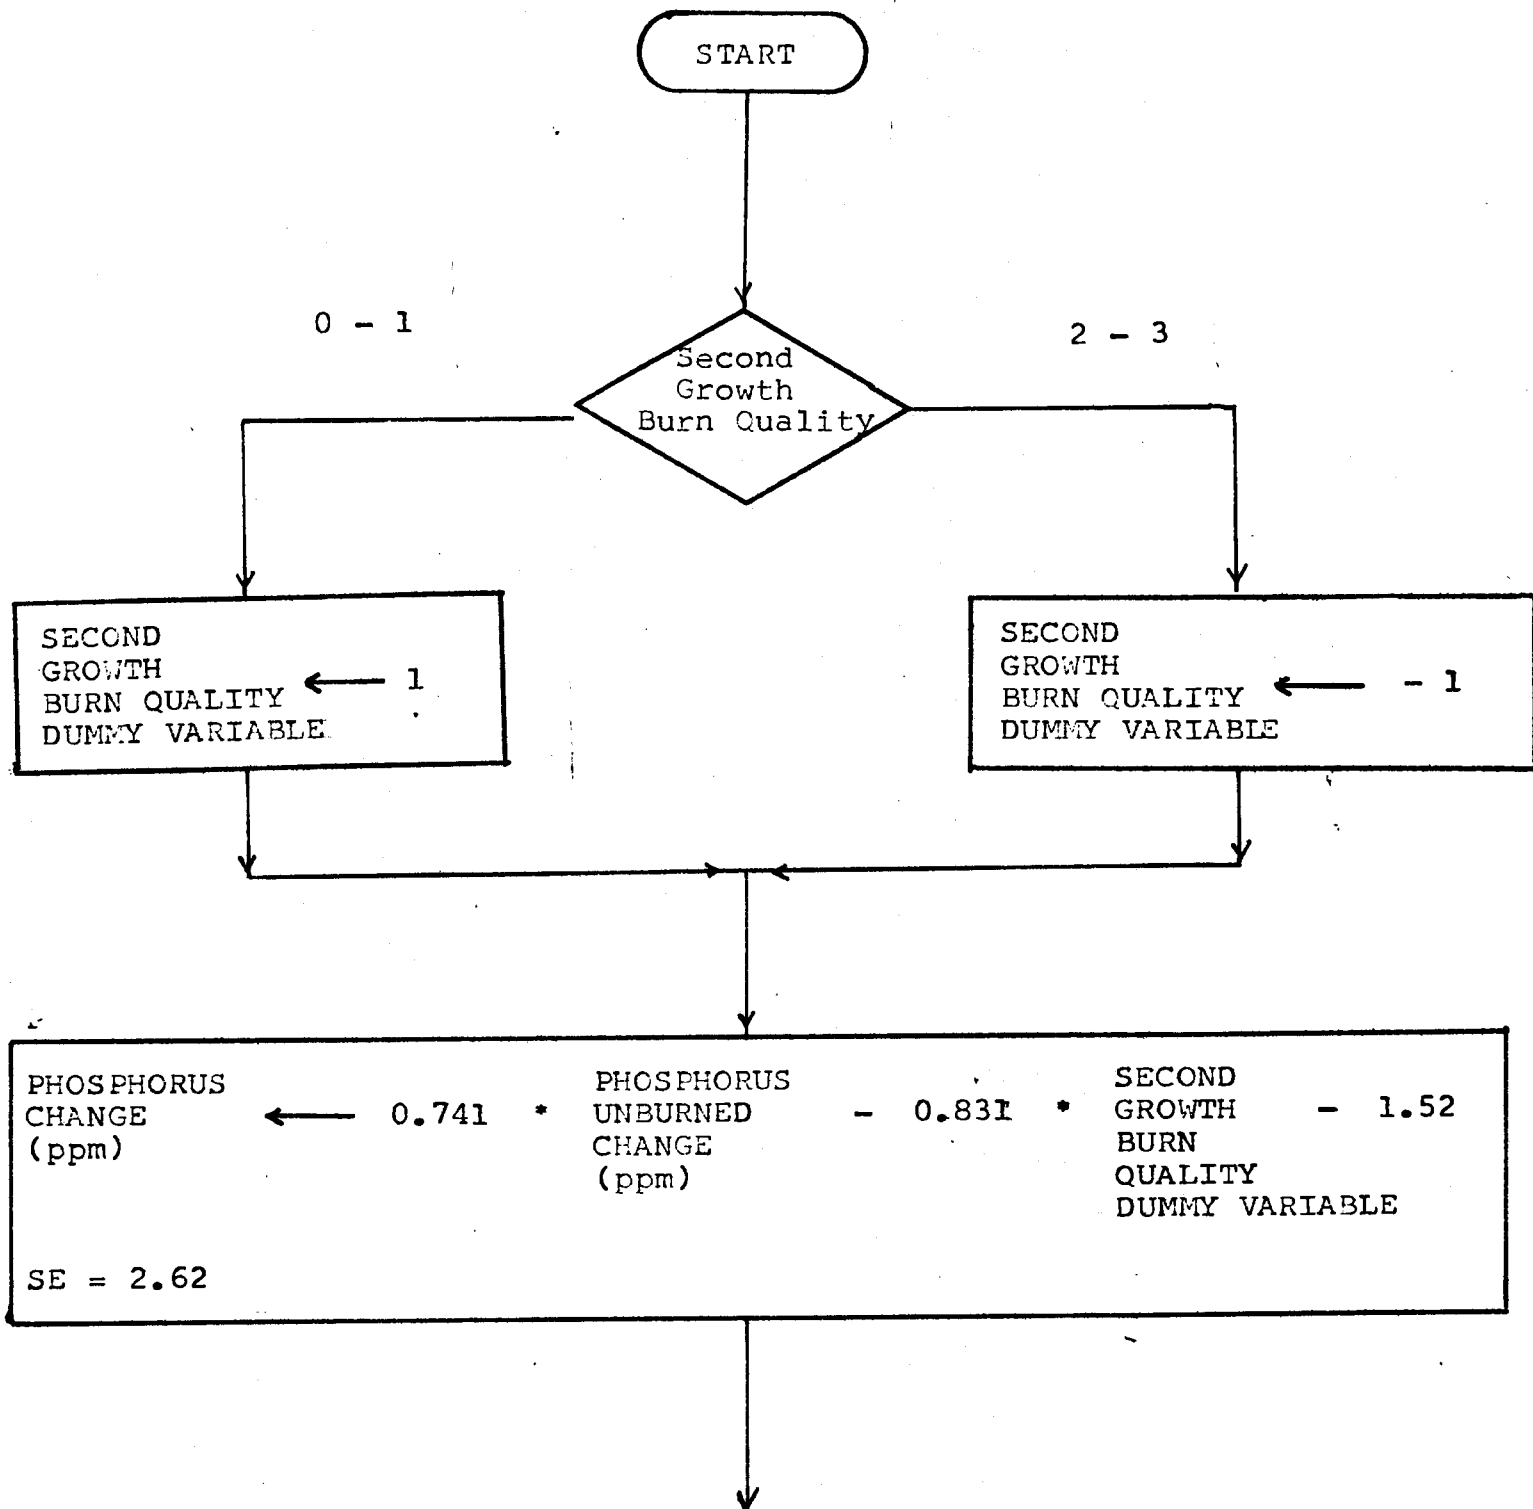 START
0 - 1
2 - 3
Second
Growth
Burn Quality
SECOND
GROWTH
BURN QUALITY ← 1
DUMMY VARIABLE
SECOND
GROWTH
BURN QUALITY ← - 1
DUMMY VARIABLE
PHOSPHORUS
CHANGE ← 0.741 *
(ppm)
PHOSPHORUS
UNBURNED - 0.831 *
CHANGE
(ppm)
SECOND
GROWTH - 1.52
BURN
QUALITY
DUMMY VARIABLE
SE = 2.62